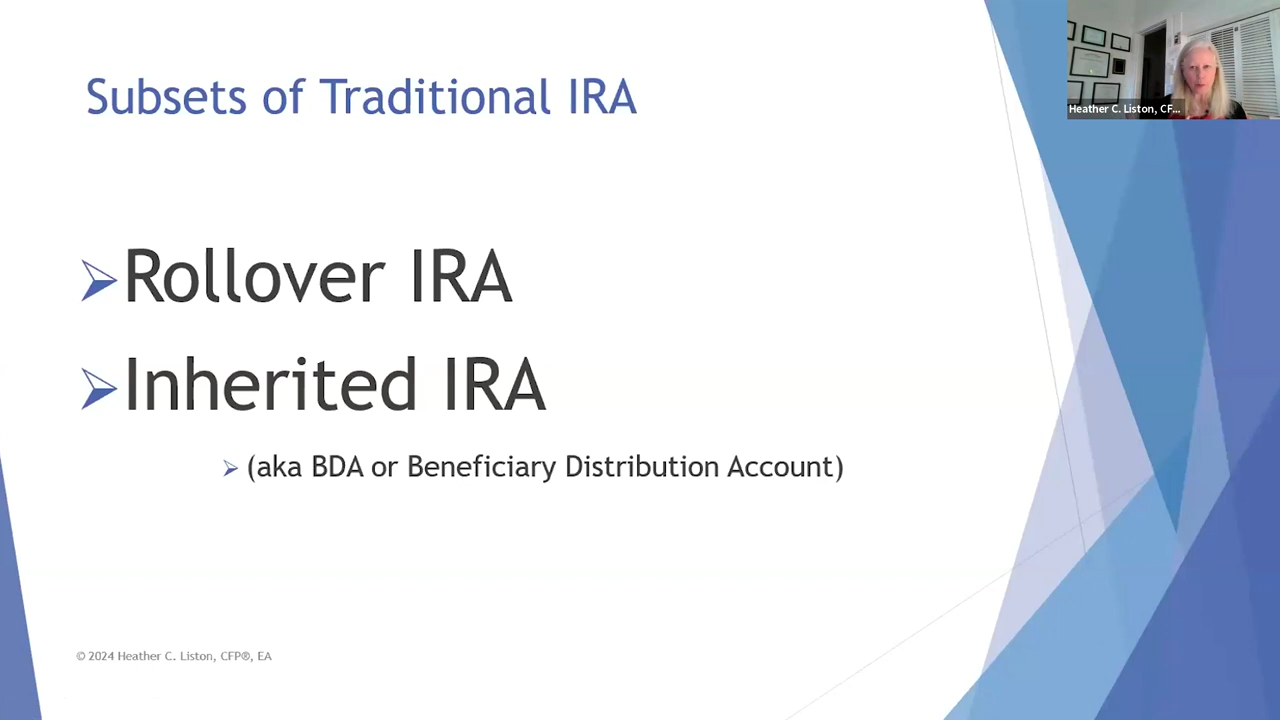 Subsets of Traditional IRA
Heather C. Liston, CF...
Rollover IRA
Inherited IRA
(aka BDA or Beneficiary Distribution Account)
© 2024 Heather C. Liston, CFP®, EA